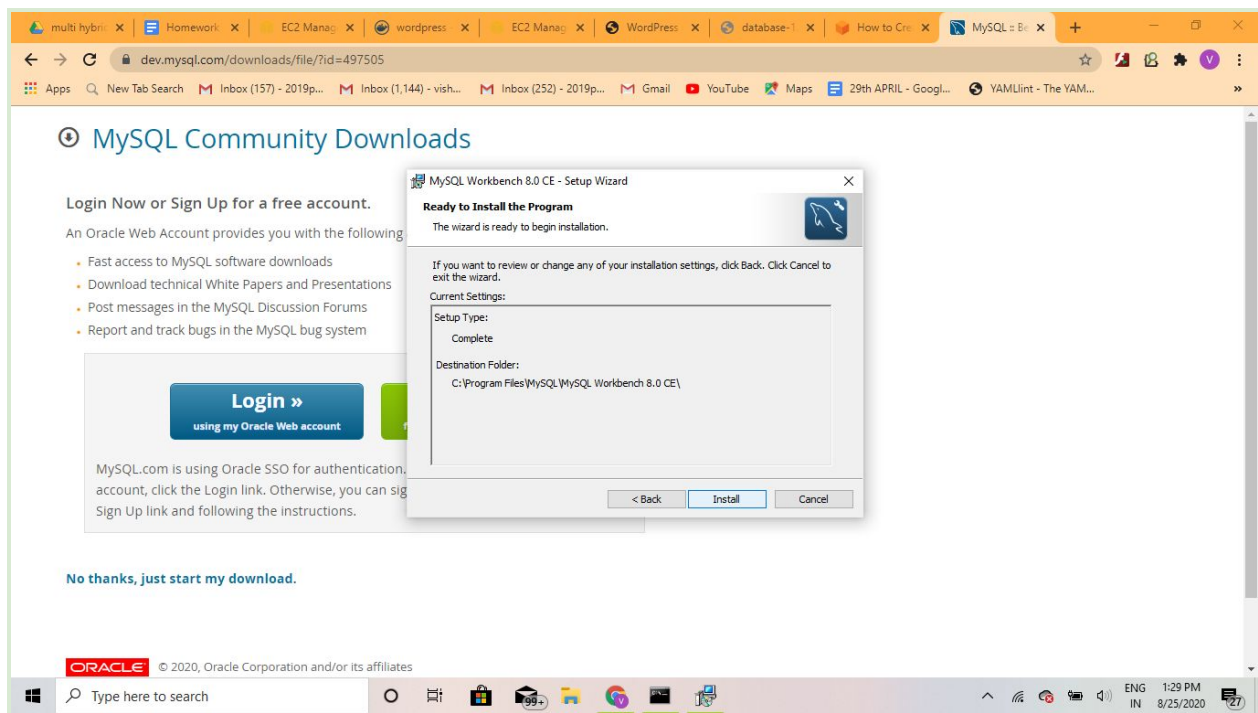 multi hybri
Homework
EC2 Manag
wordpress
EC2 Manag
WordPress
database-1
How to Cre
MySQL :: Be
dev.mysql.com/downloads/file/?id=497505
V
Apps
New Tab Search
Inbox (157) - 2019p...
Inbox (1,144) - vish...
Inbox (252) - 2019p...
Gmail
YouTube
Maps
29th APRIL - Googl...
YAMLlint - The YAM...
»
MySQL Community Downloads
Login Now or Sign Up for a free account.
An Oracle Web Account provides you with the following
Fast access to MySQL software downloads
Download technical White Papers and Presentations
Post messages in the MySQL Discussion Forums
Report and track bugs in the MySQL bug system
Login »
using my Oracle Web account
MySQL.com is using Oracle SSO for authentication.
account, click the Login link. Otherwise, you can sig
Sign Up link and following the instructions.
No thanks, just start my download.
ORACLE © 2020, Oracle Corporation and/or its affiliates
MySQL Workbench 8.0 CE - Setup Wizard
Ready to Install the Program
The wizard is ready to begin installation.
If you want to review or change any of your installation settings, click Back. Click Cancel to
exit the wizard.
Current Settings:
Setup Type:
Complete
Destination Folder:
C:\Program Files\MySQL\MySQL Workbench 8.0 CE\
< Back
Install
Cancel
Type here to search
99+
ENG
IN
1:29 PM
8/25/2020
27